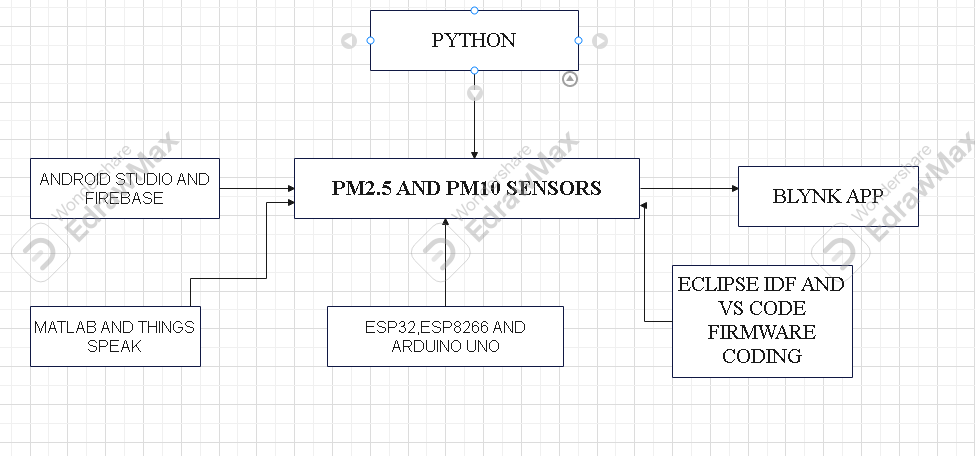 PYTHON
ANDROID STUDIO AND
FIREBASE
PM2.5 AND PM10 SENSORS
BLYNK APP
MATLAB AND THINGS
SPEAK
ESP32,ESP8266 AND
ARDUINO UNO
ECLIPSE IDF AND
VS CODE
FIRMWARE
CODING
Wondershare
EdrawMax
Wondershare
EdrawMax
Wondershare
EdrawMax